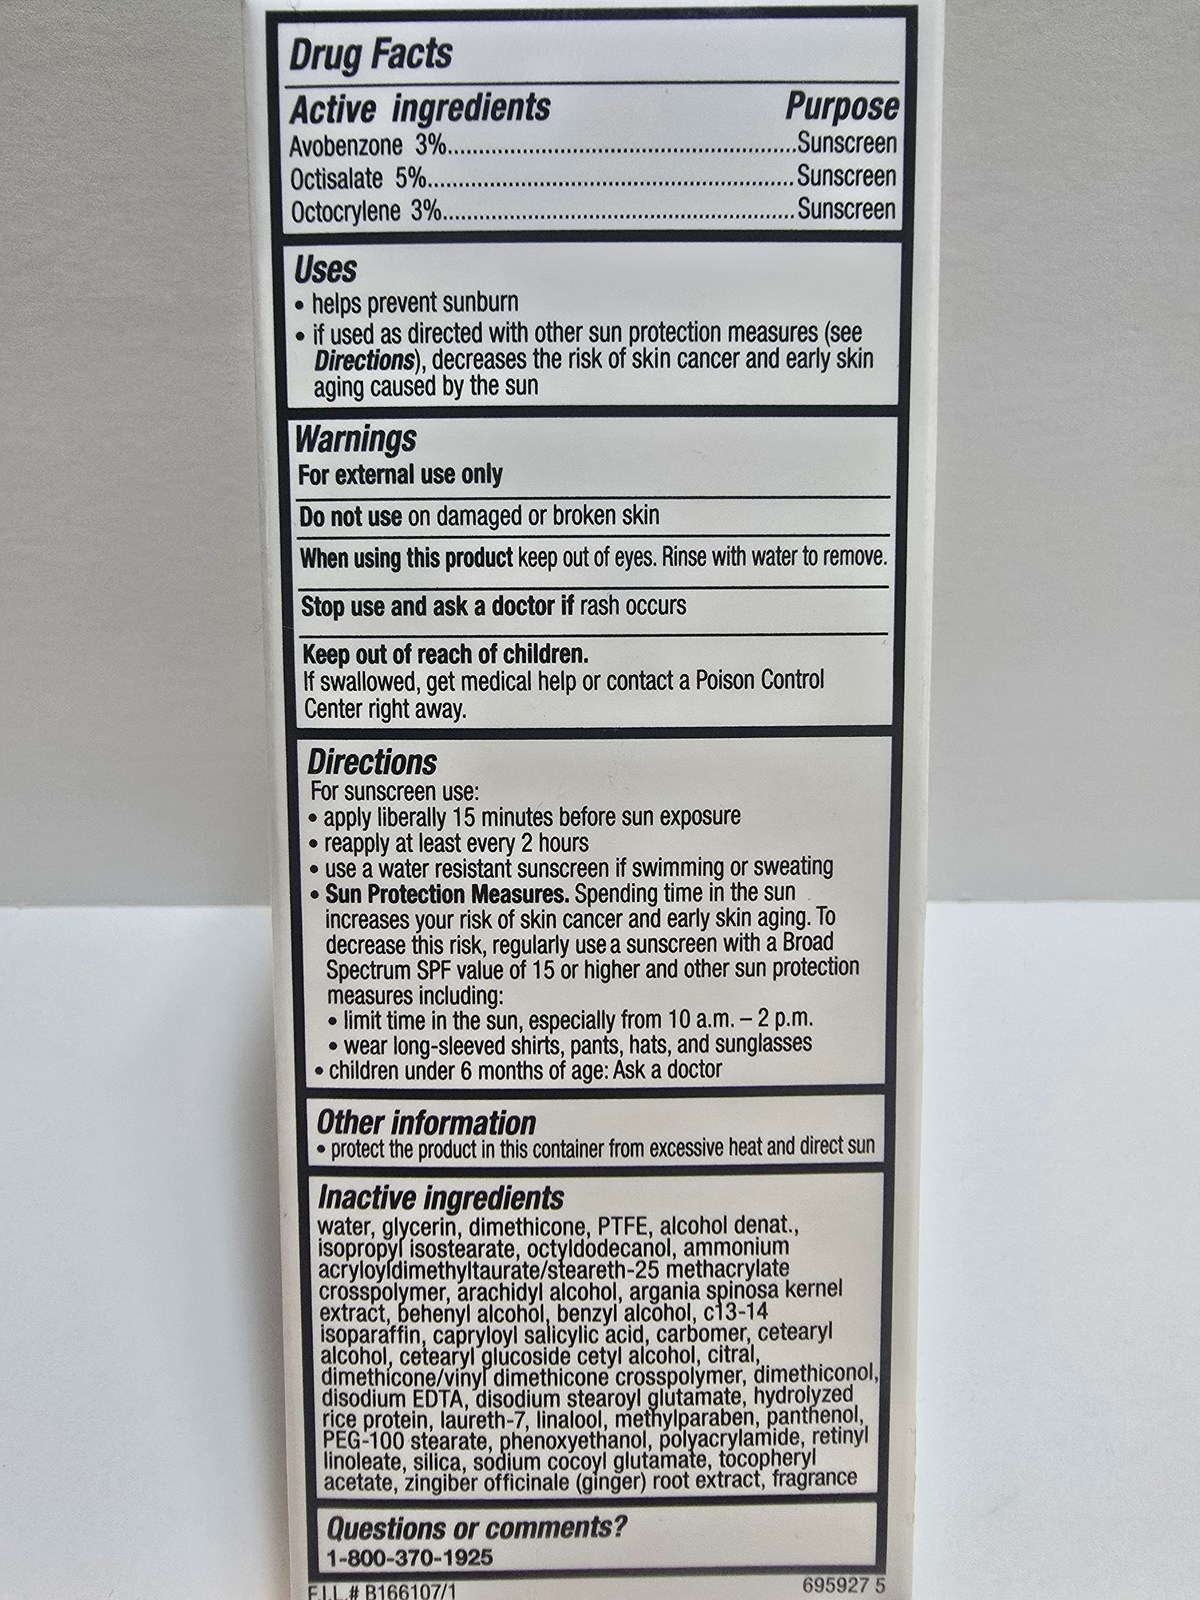 Drug Facts
Active ingredients Purpose
Avobenzone 3%..........................................................Sunscreen
Octisalate 5%............................................................Sunscreen
Octocrylene 3%..........................................................Sunscreen
Uses
• helps prevent sunburn
• if used as directed with other sun protection measures (see
Directions), decreases the risk of skin cancer and early skin
aging caused by the sun
Warnings
For external use only
Do not use on damaged or broken skin
When using this product keep out of eyes. Rinse with water to remove.
Stop use and ask a doctor if rash occurs
Keep out of reach of children.
If swallowed, get medical help or contact a Poison Control
Center right away.
Directions
For sunscreen use:
• apply liberally 15 minutes before sun exposure
• reapply at least every 2 hours
• use a water resistant sunscreen if swimming or sweating
• Sun Protection Measures. Spending time in the sun
increases your risk of skin cancer and early skin aging. To
decrease this risk, regularly use a sunscreen with a Broad
Spectrum SPF value of 15 or higher and other sun protection
measures including:
• limit time in the sun, especially from 10 a.m. – 2 p.m.
• wear long-sleeved shirts, pants, hats, and sunglasses
• children under 6 months of age: Ask a doctor
Other information
• protect the product in this container from excessive heat and direct sun
Inactive ingredients
water, glycerin, dimethicone, PTFE, alcohol denat.,
isopropyl isostearate, octyldodecanol, ammonium
acryloyldimethyltaurate/steareth-25 methacrylate
crosspolymer, arachidyl alcohol, argania spinosa kernel
extract, behenyl alcohol, benzyl alcohol, c13-14
isoparaffin, capryloyl salicylic acid, carbomer, cetearyl
alcohol, cetearyl glucoside cetyl alcohol, citral,
dimethicone/vinyl dimethicone crosspolymer, dimethiconol,
disodium EDTA, disodium stearoyl glutamate, hydrolyzed
rice protein, laureth-7, linalool, methylparaben, panthenol,
PEG-100 stearate, phenoxyethanol, polyacrylamide, retinyl
linoleate, silica, sodium cocoyl glutamate, tocopheryl
acetate, zingiber officinale (ginger) root extract, fragrance
Questions or comments?
1-800-370-1925
F.I.L.# B166107/1 695927 5